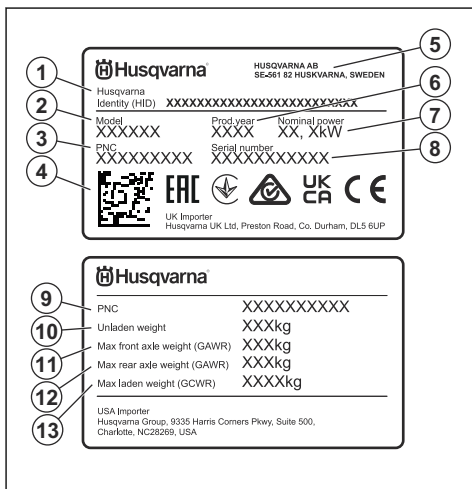 Husqvarna
HUSQVARNA AB
SE-561 82 HUSKVARNA, SWEDEN
5
1
Husqvarna
Identity (HID) XXXXXXXXXXXXXXXXXXXXXXXXX
6
2
Model Prod.year Nominal power
XXXXXX XXXX XX, XkW
7
3
PNC Serial number
XXXXXXXXX XXXXXXXXXXX
8
4
EAC UK CA CE
UK Importer
Husqvarna UK Ltd, Preston Road, Co. Durham, DL5 6UP
Husqvarna
9 PNC XXXXXXXXXX
10 Unladen weight XXXkg
11 Max front axle weight (GAWR) XXXkg
12 Max rear axle weight (GAWR) XXXkg
13 Max laden weight (GCWR) XXXXkg
USA Importer
Husqvarna Group, 9335 Harris Corners Pkwy, Suite 500,
Charlotte, NC28269, USA